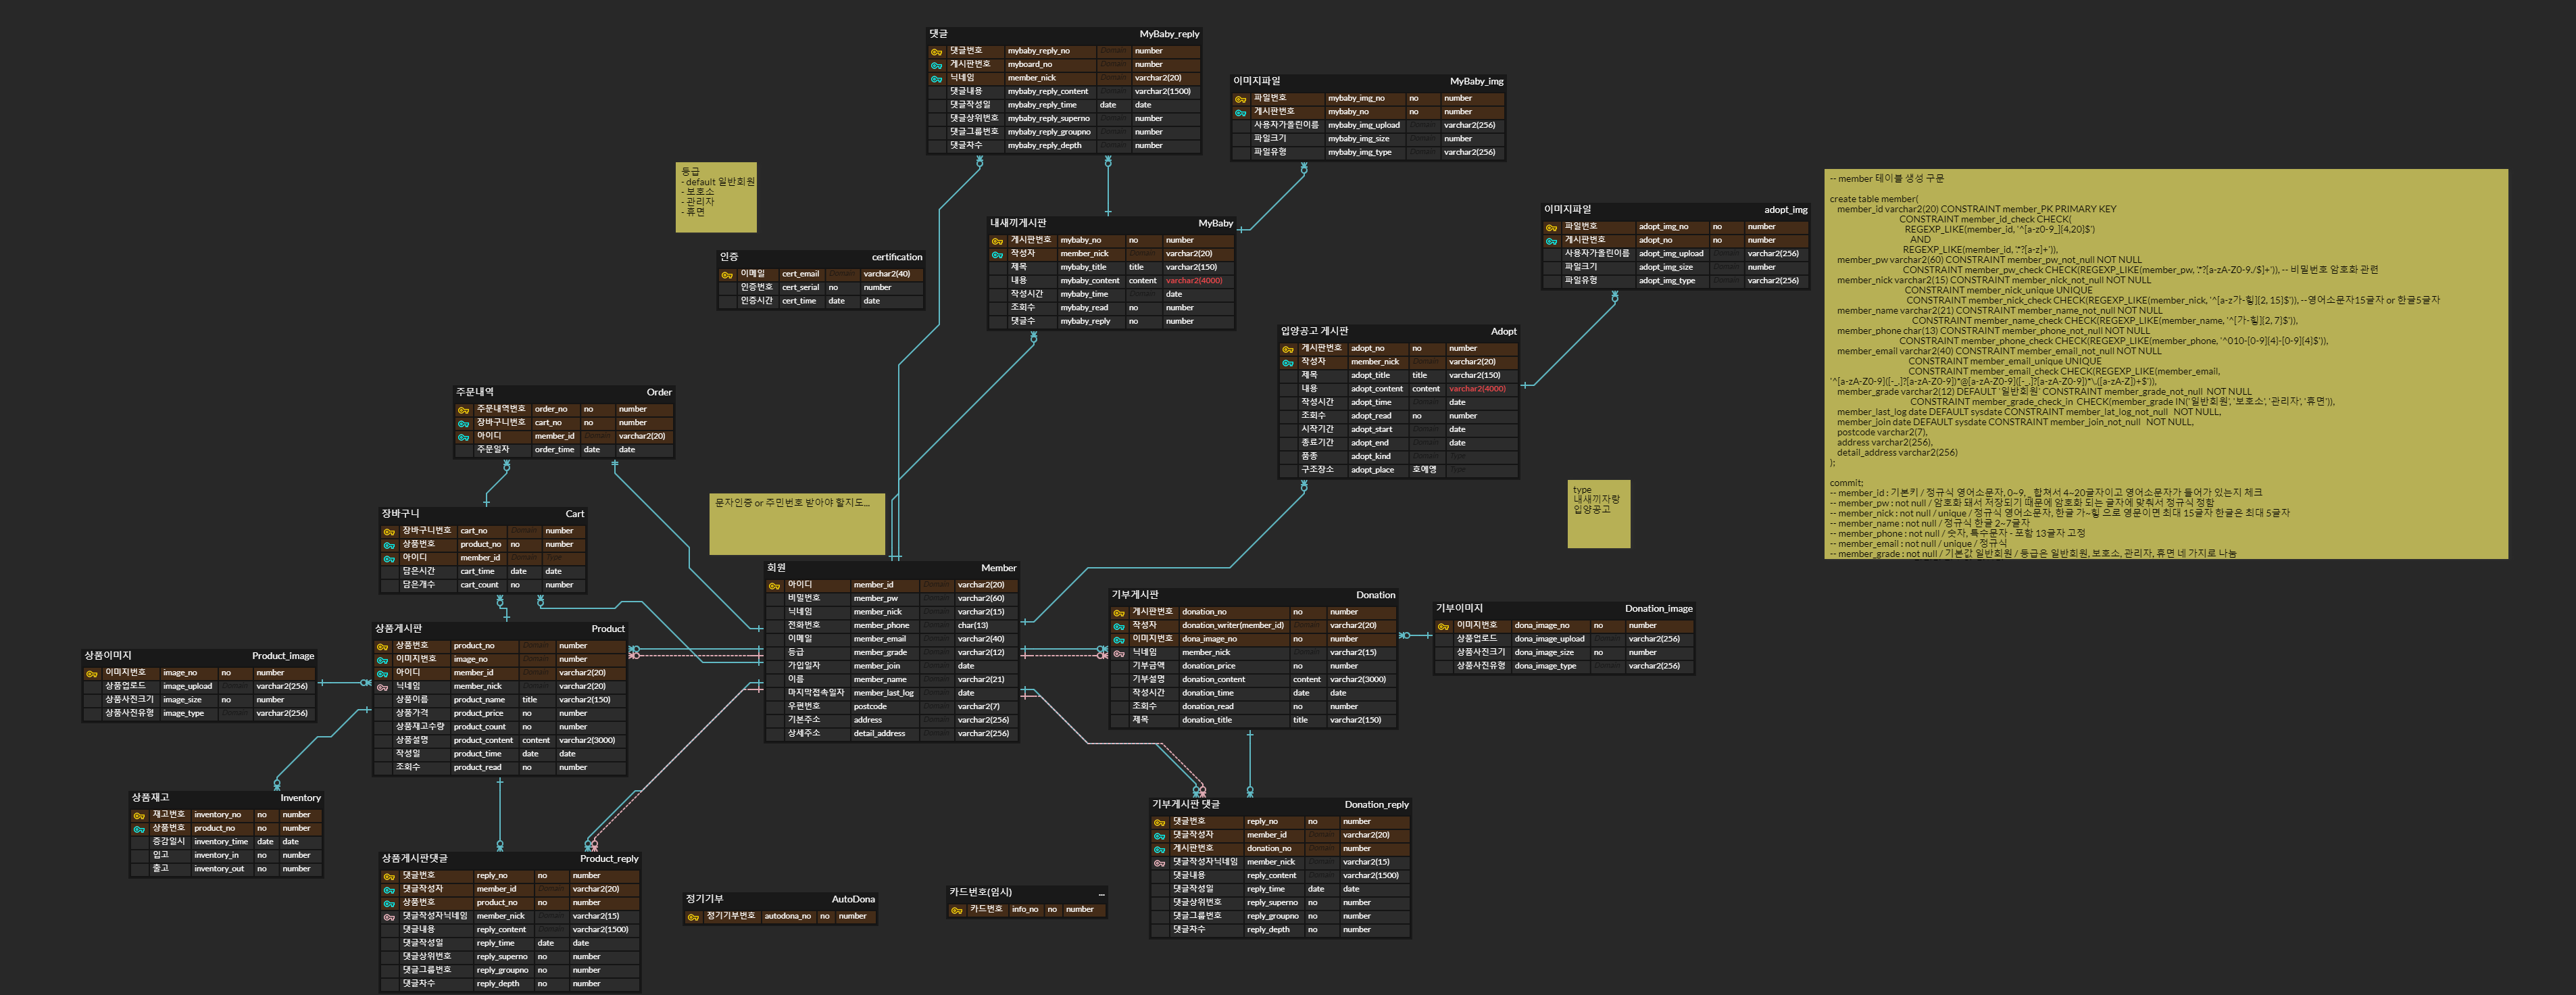 댓글 MyBaby_reply
댓글번호 mybaby_reply_no Domain number
게시판번호 myboard_no Domain number
닉네임 member_nick Domain varchar2(20)
댓글내용 mybaby_reply_content Domain varchar2(1500)
댓글작성일 mybaby_reply_time date date
댓글상위번호 mybaby_reply_superno Domain number
댓글그룹번호 mybaby_reply_groupno Domain number
댓글차수 mybaby_reply_depth Domain number
이미지파일 MyBaby_img
파일번호 mybaby_img_no no number
게시판번호 mybaby_no no number
사용자가올린이름 mybaby_img_upload Domain varchar2(256)
파일크기 mybaby_img_size Domain number
파일유형 mybaby_img_type Domain varchar2(256)
등급
- default 일반회원
- 보호소
- 관리자
- 휴면
인증 certification
이메일 cert_email Domain varchar2(40)
인증번호 cert_serial no number
인증시간 cert_time date date
내새끼게시판 MyBaby
게시판번호 mybaby_no no number
작성자 member_nick Domain varchar2(20)
제목 mybaby_title title varchar2(150)
내용 mybaby_content content varchar2(4000)
작성시간 mybaby_time Domain date
조회수 mybaby_read no number
댓글수 mybaby_reply no number
이미지파일 adopt_img
파일번호 adopt_img_no no number
게시판번호 adopt_no no number
사용자가올린이름 adopt_img_upload Domain varchar2(256)
파일크기 adopt_img_size Domain number
파일유형 adopt_img_type Domain varchar2(256)
입양공고 게시판 Adopt
게시판번호 adopt_no no number
작성자 member_nick Domain varchar2(20)
제목 adopt_title title varchar2(150)
내용 adopt_content content varchar2(4000)
작성시간 adopt_time Domain date
조회수 adopt_read no number
시작기간 adopt_start Domain date
종료기간 adopt_end Domain date
품종 adopt_kind Domain Type
구조장소 adopt_place 호에엥 Type
-- member 테이블 생성 구문
create table member(
member_id varchar2(20) CONSTRAINT member_PK PRIMARY KEY
CONSTRAINT member_id_check CHECK(
REGEXP_LIKE(member_id, '^[a-z0-9_]{4,20}$')
AND
REGEXP_LIKE(member_id, '.*?[a-z]+')),
member_pw varchar2(60) CONSTRAINT member_pw_not_null NOT NULL
CONSTRAINT member_pw_check CHECK(REGEXP_LIKE(member_pw, '.*?[a-zA-Z0-9./$]+')), -- 비밀번호 암호화 관련
member_nick varchar2(15) CONSTRAINT member_nick_not_null NOT NULL
CONSTRAINT member_nick_unique UNIQUE
CONSTRAINT member_nick_check CHECK(REGEXP_LIKE(member_nick, '^[a-z가-힣]{2, 15}$')), --영어소문자15글자 or 한글5글자
member_name varchar2(21) CONSTRAINT member_name_not_null NOT NULL
CONSTRAINT member_name_check CHECK(REGEXP_LIKE(member_name, '^[가-힣]{2, 7}$')),
member_phone char(13) CONSTRAINT member_phone_not_null NOT NULL
CONSTRAINT member_phone_check CHECK(REGEXP_LIKE(member_phone, '^010-[0-9]{4}-[0-9]{4}$')),
member_email varchar2(40) CONSTRAINT member_email_not_null NOT NULL
CONSTRAINT member_email_unique UNIQUE
CONSTRAINT member_email_check CHECK(REGEXP_LIKE(member_email,
'^[a-zA-Z0-9]([-_.]?[a-zA-Z0-9])*@[a-zA-Z0-9]([-_.]?[a-zA-Z0-9])*\.([a-zA-Z])+$')),
member_grade varchar2(12) DEFAULT '일반회원' CONSTRAINT member_grade_not_null NOT NULL
CONSTRAINT member_grade_check_in CHECK(member_grade IN('일반회원', '보호소', '관리자', '휴면')),
member_last_log date DEFAULT sysdate CONSTRAINT member_lat_log_not_null NOT NULL,
member_join date DEFAULT sysdate CONSTRAINT member_join_not_null NOT NULL,
postcode varchar2(7),
address varchar2(256),
detail_address varchar2(256)
);
commit;
-- member_id : 기본키 / 정규식 영어소문자, 0~9, _ 합쳐서 4~20글자이고 영어소문자가 들어가 있는지 체크
-- member_pw : not null / 암호화 돼서 저장되기 때문에 암호화 되는 글자에 맞춰서 정규식 정함
-- member_nick : not null / unique / 정규식 영어소문자, 한글 가~힣 으로 영문이면 최대 15글자 한글은 최대 5글자
-- member_name : not null / 정규식 한글 2~7글자
-- member_phone : not null / 숫자, 특수문자 - 포함 13글자 고정
-- member_email : not null / unique / 정규식
-- member_grade : not null / 기본값 일반회원 / 등급은 일반회원, 보호소, 관리자, 휴면 네 가지로 나눔
주문내역 Order
주문내역번호 order_no no number
장바구니번호 cart_no no number
아이디 member_id Domain varchar2(20)
주문일자 order_time date date
문자인증 or 주민번호 받아야 할지도...
type
내새끼자랑
입양공고
장바구니 Cart
장바구니번호 cart_no Domain number
상품번호 product_no no number
아이디 member_id Domain Type
담은시간 cart_time date date
담은개수 cart_count no number
회원 Member
아이디 member_id Domain varchar2(20)
비밀번호 member_pw Domain varchar2(60)
닉네임 member_nick Domain varchar2(15)
전화번호 member_phone Domain char(13)
이메일 member_email Domain varchar2(40)
등급 member_grade Domain varchar2(12)
가입일자 member_join Domain date
이름 member_name Domain varchar2(21)
마지막접속일자 member_last_log Domain date
우편번호 postcode Domain varchar2(7)
기본주소 address Domain varchar2(256)
상세주소 detail_address Domain varchar2(256)
기부게시판 Donation
게시판번호 donation_no no number
작성자 donation_writer(member_id) Domain varchar2(20)
이미지번호 dona_image_no no number
닉네임 member_nick Domain varchar2(15)
기부금액 donation_price no number
기부설명 donation_content content varchar2(3000)
작성시간 donation_time date date
조회수 donation_read no number
제목 donation_title title varchar2(150)
기부이미지 Donation_image
이미지번호 dona_image_no no number
상품업로드 dona_image_upload Domain varchar2(256)
상품사진크기 dona_image_size no number
상품사진유형 dona_image_type Domain varchar2(256)
상품게시판 Product
상품번호 product_no Domain number
이미지번호 image_no Domain number
아이디 member_id Domain varchar2(20)
닉네임 member_nick Domain varchar2(20)
상품이름 product_name title varchar2(150)
상품가격 product_price no number
상품재고수량 product_count no number
상품설명 product_content content varchar2(3000)
작성일 product_time date date
조회수 product_read no number
상품이미지 Product_image
이미지번호 image_no no number
상품업로드 image_upload Domain varchar2(256)
상품사진크기 image_size no number
상품사진유형 image_type Domain varchar2(256)
상품재고 Inventory
재고번호 inventory_no no number
상품번호 product_no no number
증감일시 inventory_time date date
입고 inventory_in no number
출고 inventory_out no number
기부게시판 댓글 Donation_reply
댓글번호 reply_no no number
댓글작성자 member_id Domain varchar2(20)
게시판번호 donation_no Domain number
댓글작성자닉네임 member_nick Domain varchar2(15)
댓글내용 reply_content Domain varchar2(1500)
댓글작성일 reply_time date date
댓글상위번호 reply_superno no number
댓글그룹번호 reply_groupno no number
댓글차수 reply_depth no number
상품게시판댓글 Product_reply
댓글번호 reply_no no number
댓글작성자 member_id Domain varchar2(20)
상품번호 product_no no number
댓글작성자닉네임 member_nick Domain varchar2(15)
댓글내용 reply_content Domain varchar2(1500)
댓글작성일 reply_time date date
댓글상위번호 reply_superno no number
댓글그룹번호 reply_groupno no number
댓글차수 reply_depth no number
정기기부 AutoDona
정기기부번호 autodona_no no number
카드번호(임시) ...
카드번호 info_no no number